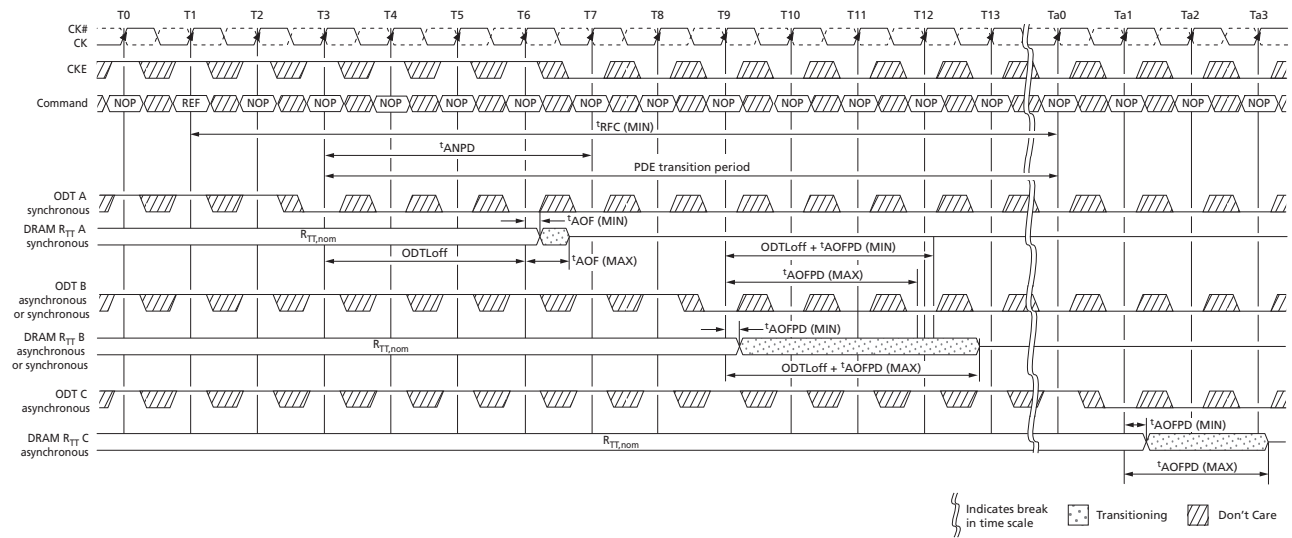 T0 T1 T2 T3 T4 T5 T6 T7 T8 T9 T10 T11 T12 T13 Ta0 Ta1 Ta2 Ta3
CK#
CK
CKE
Command NOP REF NOP NOP NOP NOP NOP NOP NOP NOP NOP NOP NOP NOP NOP NOP NOP NOP
tRFC (MIN)
tANPD
PDE transition period
ODT A
synchronous
tAOF (MIN)
DRAM RTT A
synchronous
RTT,nom
ODTLoff + tAOFPD (MIN)
ODTLoff
tAOF (MAX)
tAOFPD (MAX)
ODT B
asynchronous
or synchronous
tAOFPD (MIN)
DRAM RTT B
asynchronous
or synchronous
RTT,nom
ODTLoff + tAOFPD (MAX)
ODT C
asynchronous
tAOFPD (MIN)
DRAM RTT C
asynchronous
RTT,nom
tAOFPD (MAX)
Indicates break
in time scale
Transitioning
Don't Care